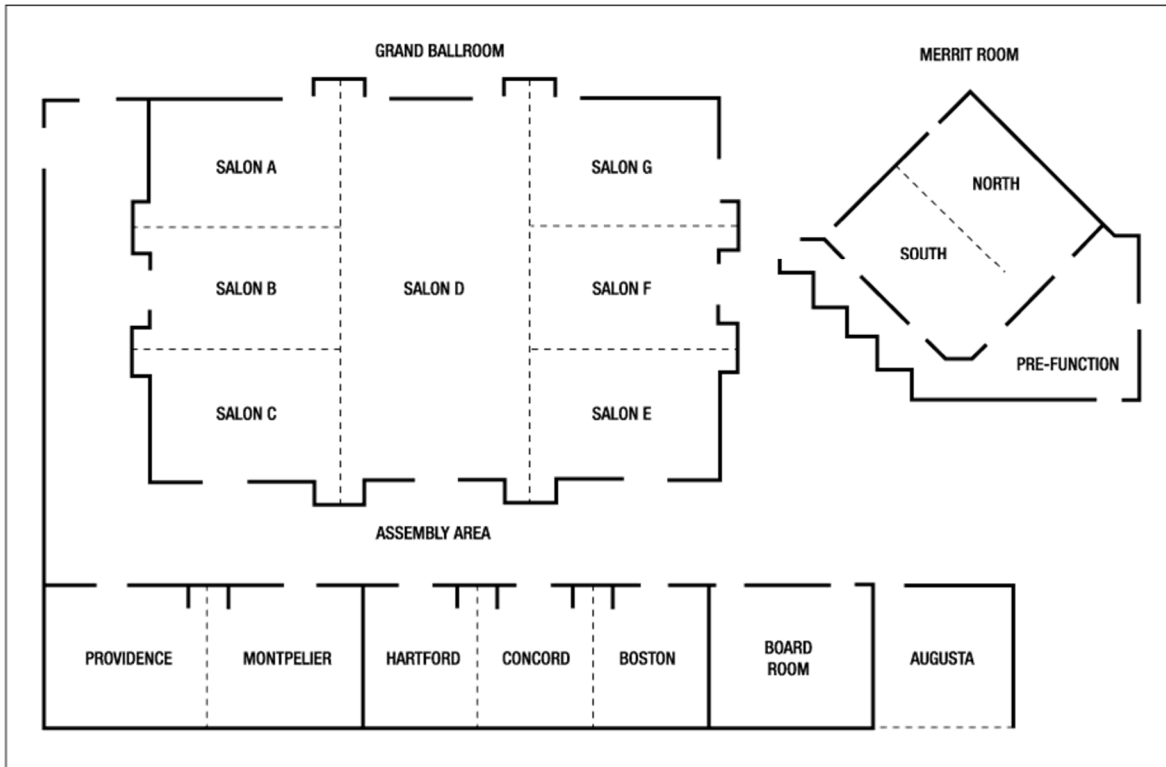 GRAND BALLROOM
MERRIT ROOM
SALON A
SALON G
NORTH
SOUTH
SALON B
SALON D
SALON F
PRE-FUNCTION
SALON C
SALON E
ASSEMBLY AREA
PROVIDENCE
MONTPELIER
HARTFORD
CONCORD
BOSTON
BOARD
ROOM
AUGUSTA